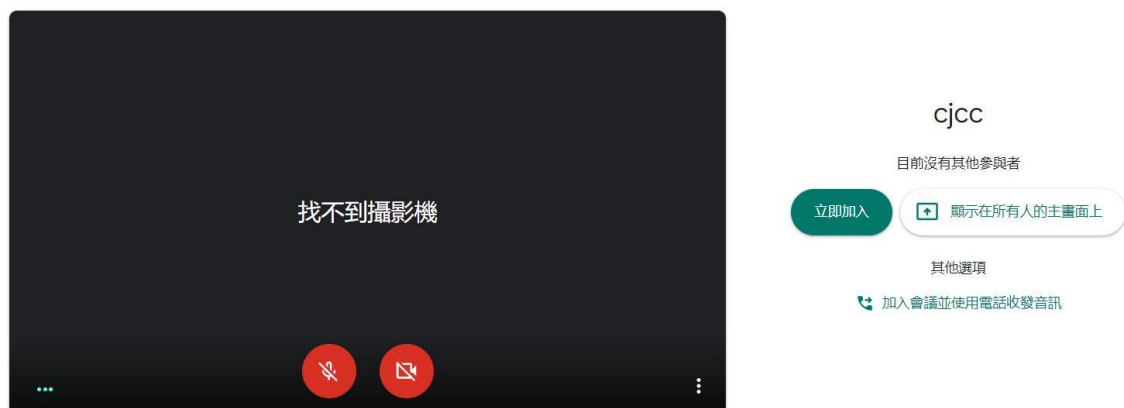 找不到攝影機
cjcc
目前沒有其他參與者
立即加入
顯示在所有人的主畫面上
其他選項
加入會議並使用電話收發音訊